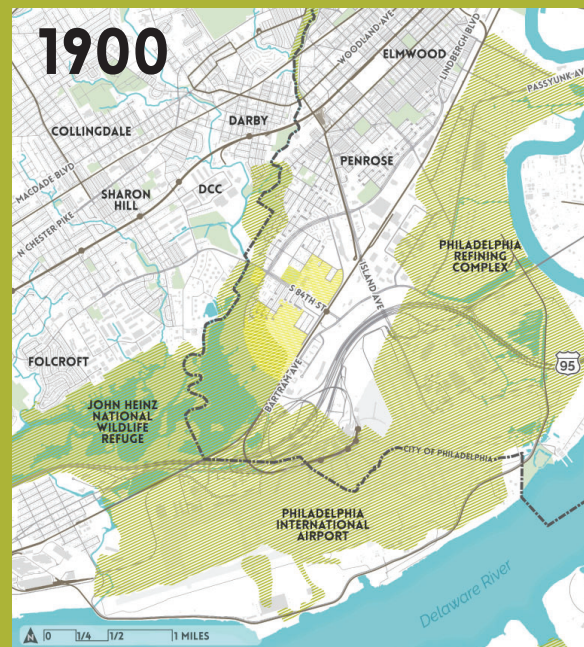 1900
WOODLAND AVE
ELMWOOD
LINDBERGH BLVD
PASSYUNK AV
DARBY
COLLINGDALE
PENROSE
MACDADE BLVD
DCC
SHARON
HILL
N CHESTER PIKE
PHILADELPHIA
REFINING
COMPLEX
S 84TH ST
ISLAND AVE
95
FOLCROFT
BARTRAM AVE
JOHN HEINZ
NATIONAL
WILDLIFE
REFUGE
CITY OF PHILADELPHIA
PHILADELPHIA
INTERNATIONAL
AIRPORT
Delaware River
N 0 1/4 1/2 1 MILES